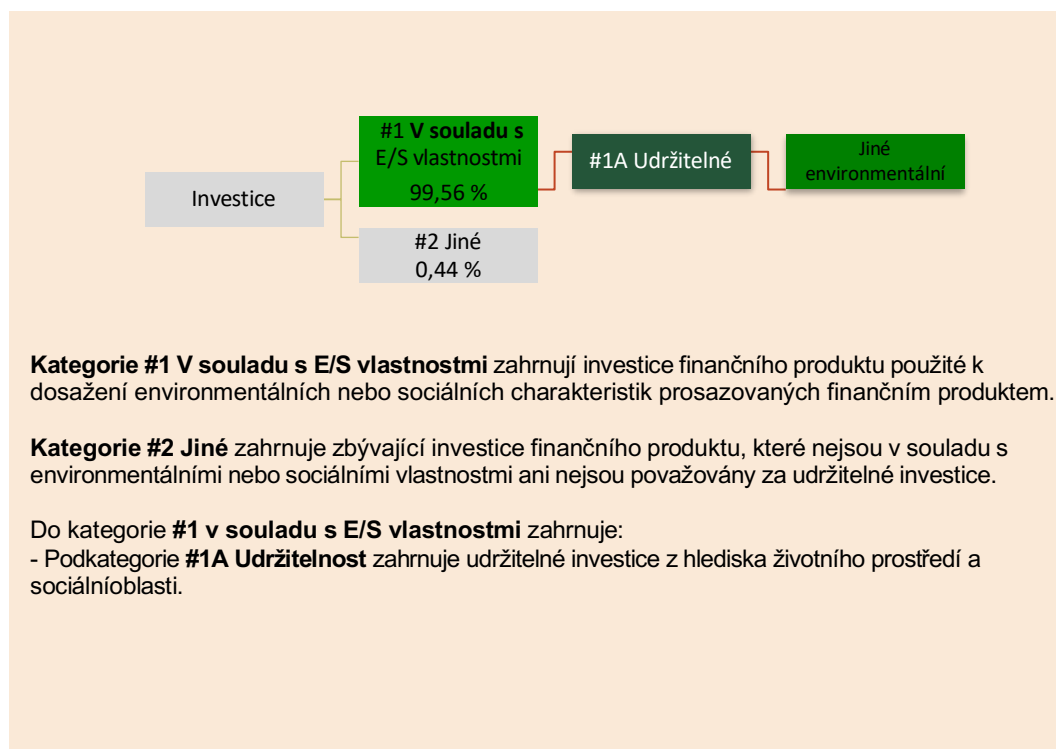 #1 V souladu s
E/S vlastnostmi
99,56 %
#1A Udržitelné
Jiné
environmentální
Investice
#2 Jiné
0,44 %
Kategorie #1 V souladu s E/S vlastnostmi zahrnují investice finančního produktu použité k
dosažení environmentálních nebo sociálních charakteristik prosazovaných finančním produktem.
Kategorie #2 Jiné zahrnuje zbývající investice finančního produktu, které nejsou v souladu s
environmentálními nebo sociálními vlastnostmi ani nejsou považovány za udržitelné investice.
Do kategorie #1 v souladu s E/S vlastnostmi zahrnuje:
- Podkategorie #1A Udržitelnost zahrnuje udržitelné investice z hlediska životního prostředí a
sociálníoblasti.